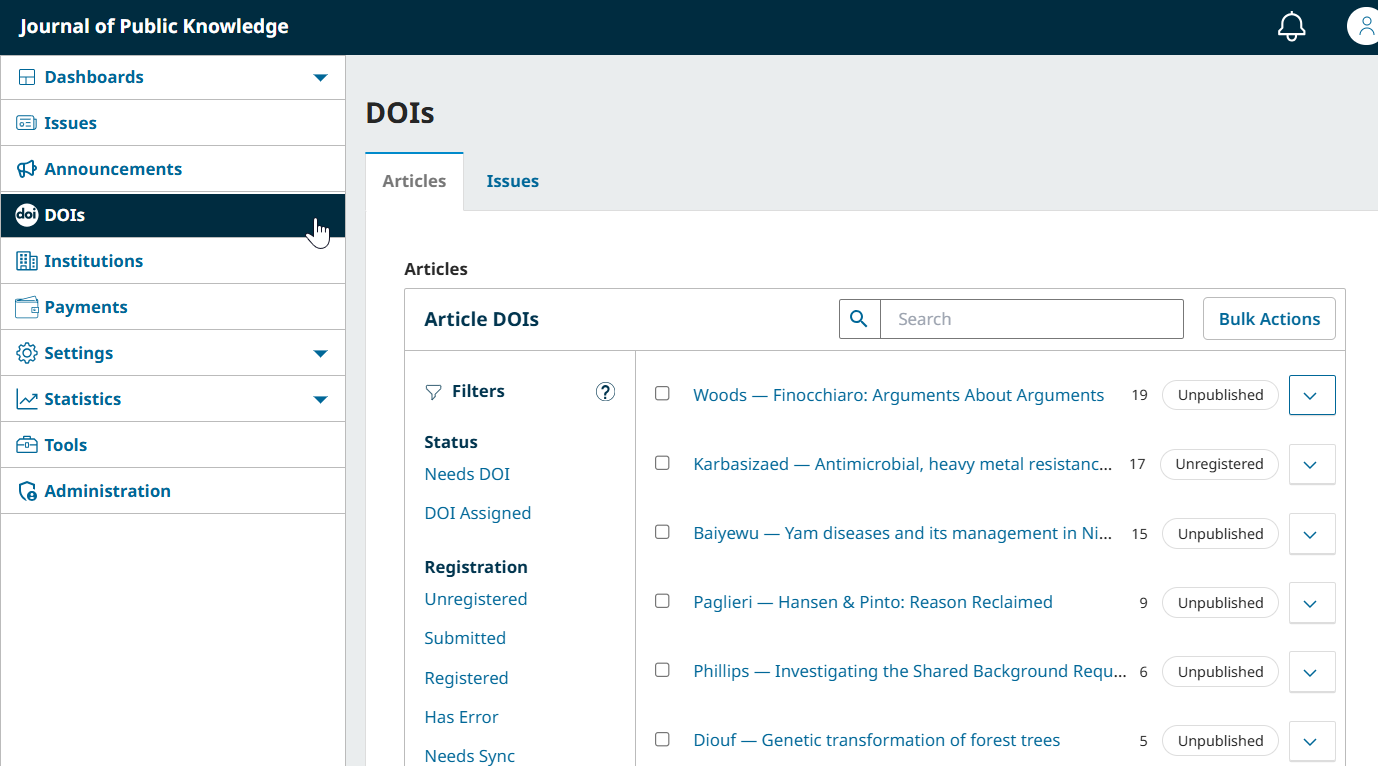 Journal of Public Knowledge
Dashboards
Issues
Announcements
doi DOIs
Institutions
Payments
Settings
Statistics
Tools
Administration
DOIs
Articles Issues
Articles
Article DOIs Search Bulk Actions
Filters ?
Status
Needs DOI
DOI Assigned
Registration
Unregistered
Submitted
Registered
Has Error
Needs Sync
Woods — Finocchiaro: Arguments About Arguments 19 Unpublished
Karbasizaed — Antimicrobial, heavy metal resistanc... 17 Unregistered
Baiyewu — Yam diseases and its management in Ni... 15 Unpublished
Paglieri — Hansen & Pinto: Reason Reclaimed 9 Unpublished
Phillips — Investigating the Shared Background Requ... 6 Unpublished
Diouf — Genetic transformation of forest trees 5 Unpublished